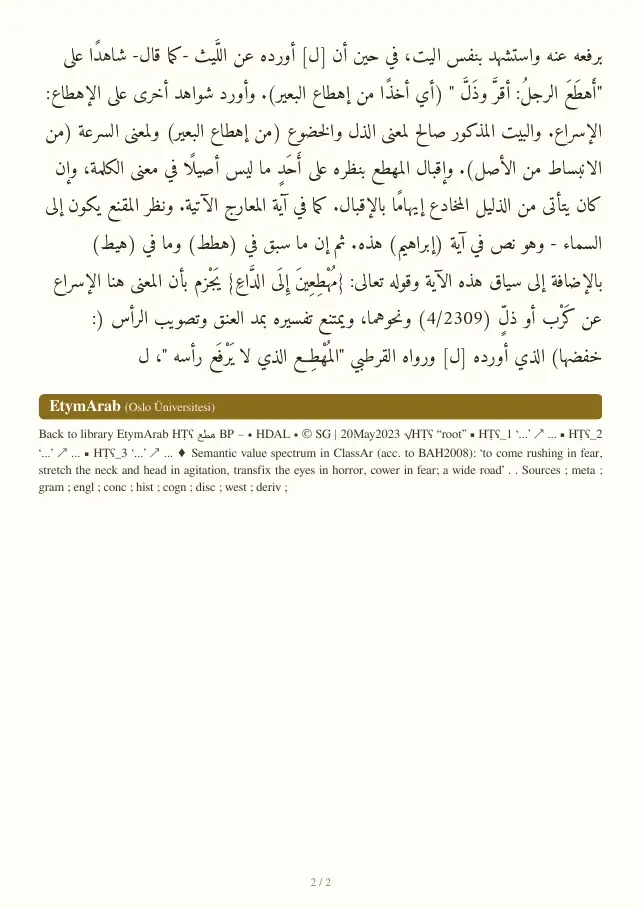 يرفعه عنه واستشهد بنفس اليت، في حين أن [ل] أورده عن اللَّيث -كما قال- شاهدًا على
"أَهطَعَ الرجلُ: أقرَّ وذَلَّ " (أي أخذًا من إهطاع البعير). وأورد شواهد أخرى على الإهطاع:
الإسراع. والبيت المذكور صالح لمعنى الذل والخضوع (من إهطاع البعير) ولمعنى السرعة (من
الانبساط من الأصل). وإقبال المهطع بنظره على أَحَدٍ ما ليس أصيلًا في معنى الكلمة، وإن
كان يتأتى من الذليل المخادع إيهامًا بالإقبال. كما في آية المعارج الآتية. ونظر المقنع يكون إلى
السماء - وهو نص في آية (إبراهيم) هذه. ثم إن ما سبق في (هطط) وما في (هيط)
بالإضافة إلى سياق هذه الآية وقوله تعالى: {مُهْطِعِينَ إِلَى الدَّاعِ} يَجْزم بأن المعنى هنا الإسراع
عن كَرْب أو ذلّ (4/2309) ونحوهما، ويمتنع تفسيره بمد العنق وتصويب الرأس (:
خفضها) الذي أورده [ل] ورواه القرطبي "المُهْطِـع الذي لا يَرْفَع رأسه "، ل
EtymArab (Oslo Üniversitesi)
Back to library EtymArab HṬʕ هطع BP – • HDAL • © SG | 20May2023 √HṬʕ “root” ▪ HṬʕ_1 ‘...’ ↗ ... ▪ HṬʕ_2
‘...’ ↗ ... ▪ HṬʕ_3 ‘...’ ↗ ... ♦ Semantic value spectrum in ClassAr (acc. to BAH2008): ‘to come rushing in fear,
stretch the neck and head in agitation, transfix the eyes in horror, cower in fear; a wide road’ . . Sources ; meta ;
gram ; engl ; conc ; hist ; cogn ; disc ; west ; deriv ;
2 / 2